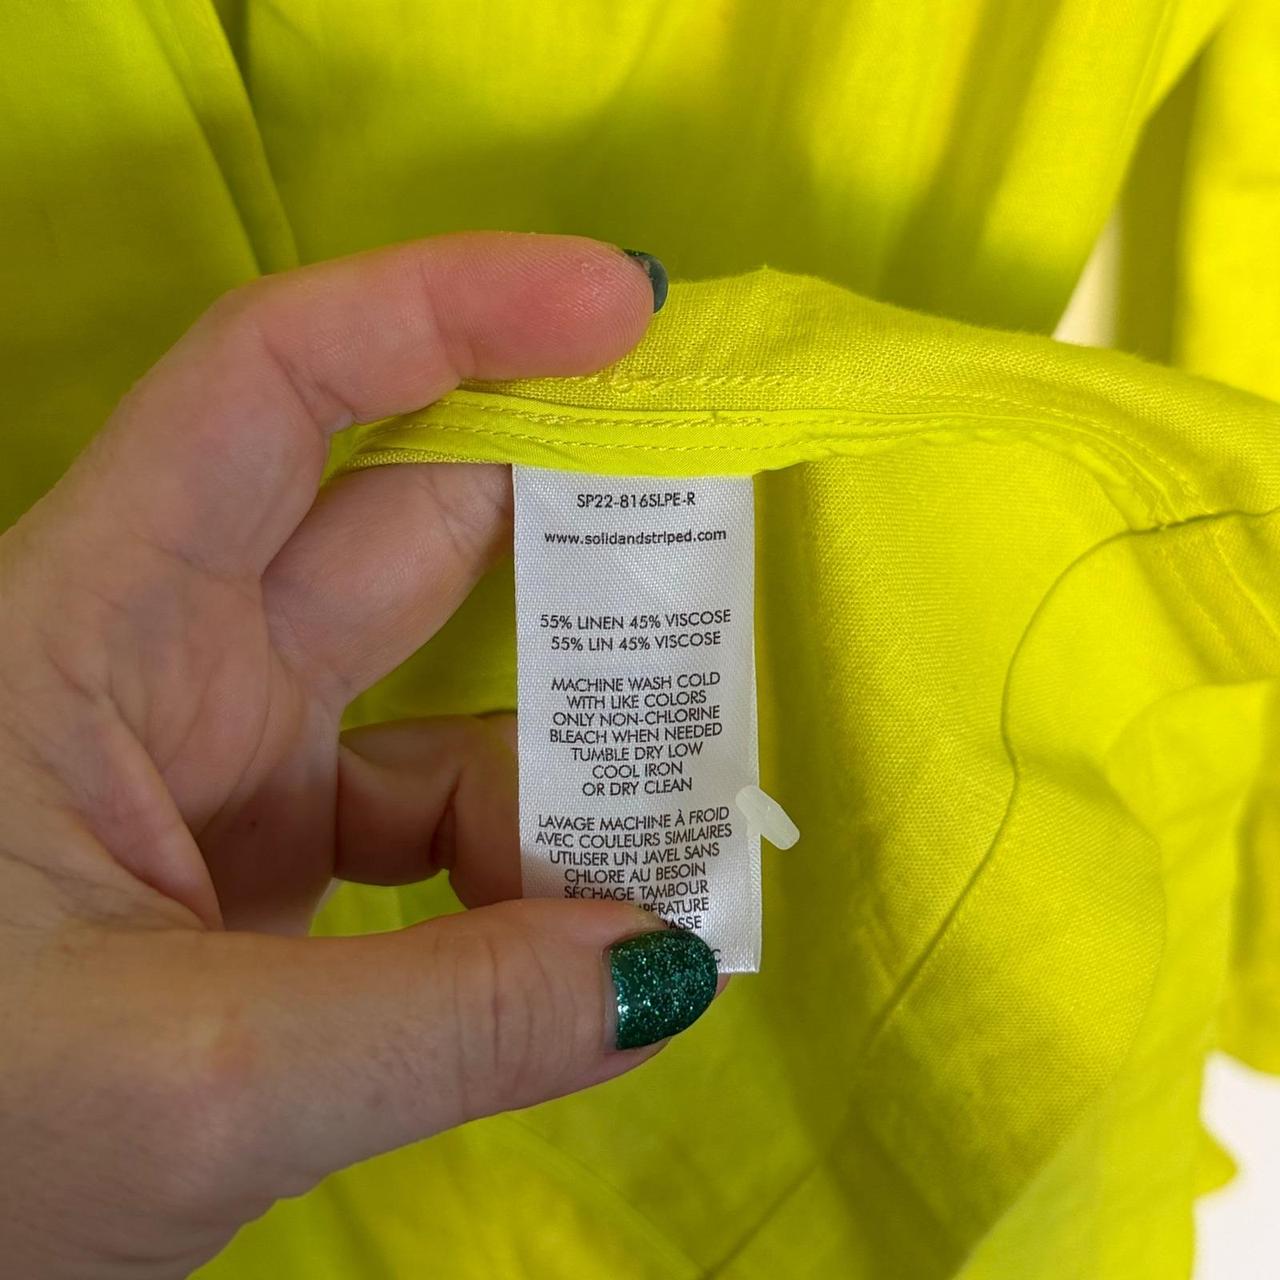 SP22-816SLPE-R
www.solidandstriped.com
55% LINEN 45% VISCOSE
55% LIN 45% VISCOSE
MACHINE WASH COLD
WITH LIKE COLORS
ONLY NON-CHLORINE
BLEACH WHEN NEEDED
TUMBLE DRY LOW
COOL IRON
OR DRY CLEAN
LAVAGE MACHINE À FROID
AVEC COULEURS SIMILAIRES
UTILISER UN JAVEL SANS
CHLORE AU BESOIN
SÉCHAGE TAMBOUR